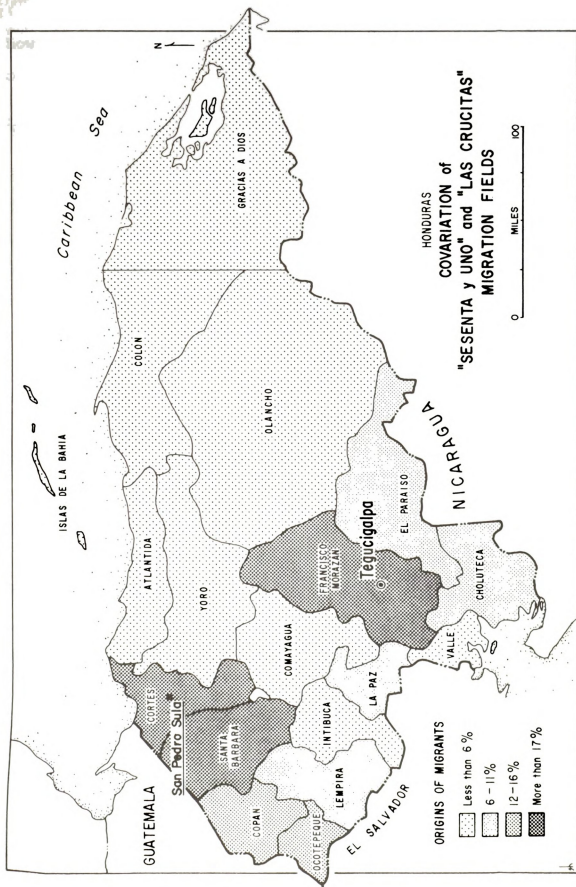 HONDURAS
COVARIATION of
"SESENTA y UNO" and "LAS CRUCITAS"
MIGRATION FIELDS
0 MILES 100
N
Caribbean Sea
ISLAS DE LA BAHIA
GUATEMALA
EL SALVADOR
NICARAGUA
GRACIAS A DIOS
COLON
OLANCHO
ATLANTIDA
YORO
CORTES
San Pedro Sula
SANTA
BARBARA
COPAN
OCOTEPEQUE
LEMPIRA
INTIBUCA
LA PAZ
COMAYAGUA
FRANCISCO
MORAZAN
Tegucigalpa
EL PARAISO
CHOLUTECA
VALLE
ORIGINS OF MIGRANTS
Less than 6%
6-11%
12-16%
More than 17%